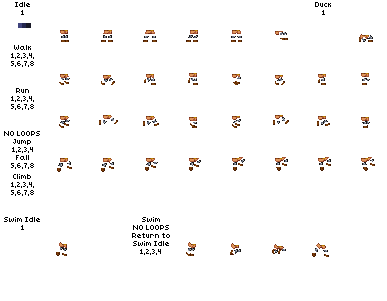 Idle
1
Duck
1
Walk
1,2,3,4,
5,6,7,8
Run
1,2,3,4,
5,6,7,8
NO LOOPS
Jump
1,2,3,4
Fall
5,6,7,8
Climb
1,2,3,4,
5,6,7,8
Swim Idle
1
Swim
NO LOOPS
Return to
Swim Idle
1,2,3,4